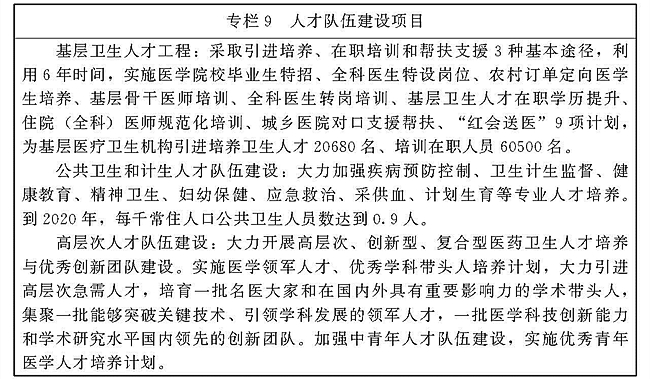 专栏9 人才队伍建设项目
基层卫生人才工程：采取引进培养、在职培训和帮扶支援3种基本途径，利
用6年时间，实施医学院校毕业生特招、全科医生特设岗位、农村订单定向医学
生培养、基层骨干医师培训、全科医生转岗培训、基层卫生人才在职学历提升、
住院（全科）医师规范化培训、城乡医院对口支援帮扶、“红会送医”9项计划，
为基层医疗卫生机构引进培养卫生人才20680名、培训在职人员60500名。
公共卫生和计生人才队伍建设：大力加强疾病预防控制、卫生计生监督、健
康教育、精神卫生、妇幼保健、应急救治、采供血、计划生育等专业人才培养。
到2020年，每千常住人口公共卫生人员数达到0.9人。
高层次人才队伍建设：大力开展高层次、创新型、复合型医药卫生人才培养
与优秀创新团队建设。实施医学领军人才、优秀学科带头人培养计划，大力引进
高层次急需人才，培育一批名医大家和在国内外具有重要影响力的学术带头人，
集聚一批能够突破关键技术、引领学科发展的领军人才，一批医学科技创新能力
和学术研究水平国内领先的创新团队。加强中青年人才队伍建设，实施优秀青年
医学人才培养计划。